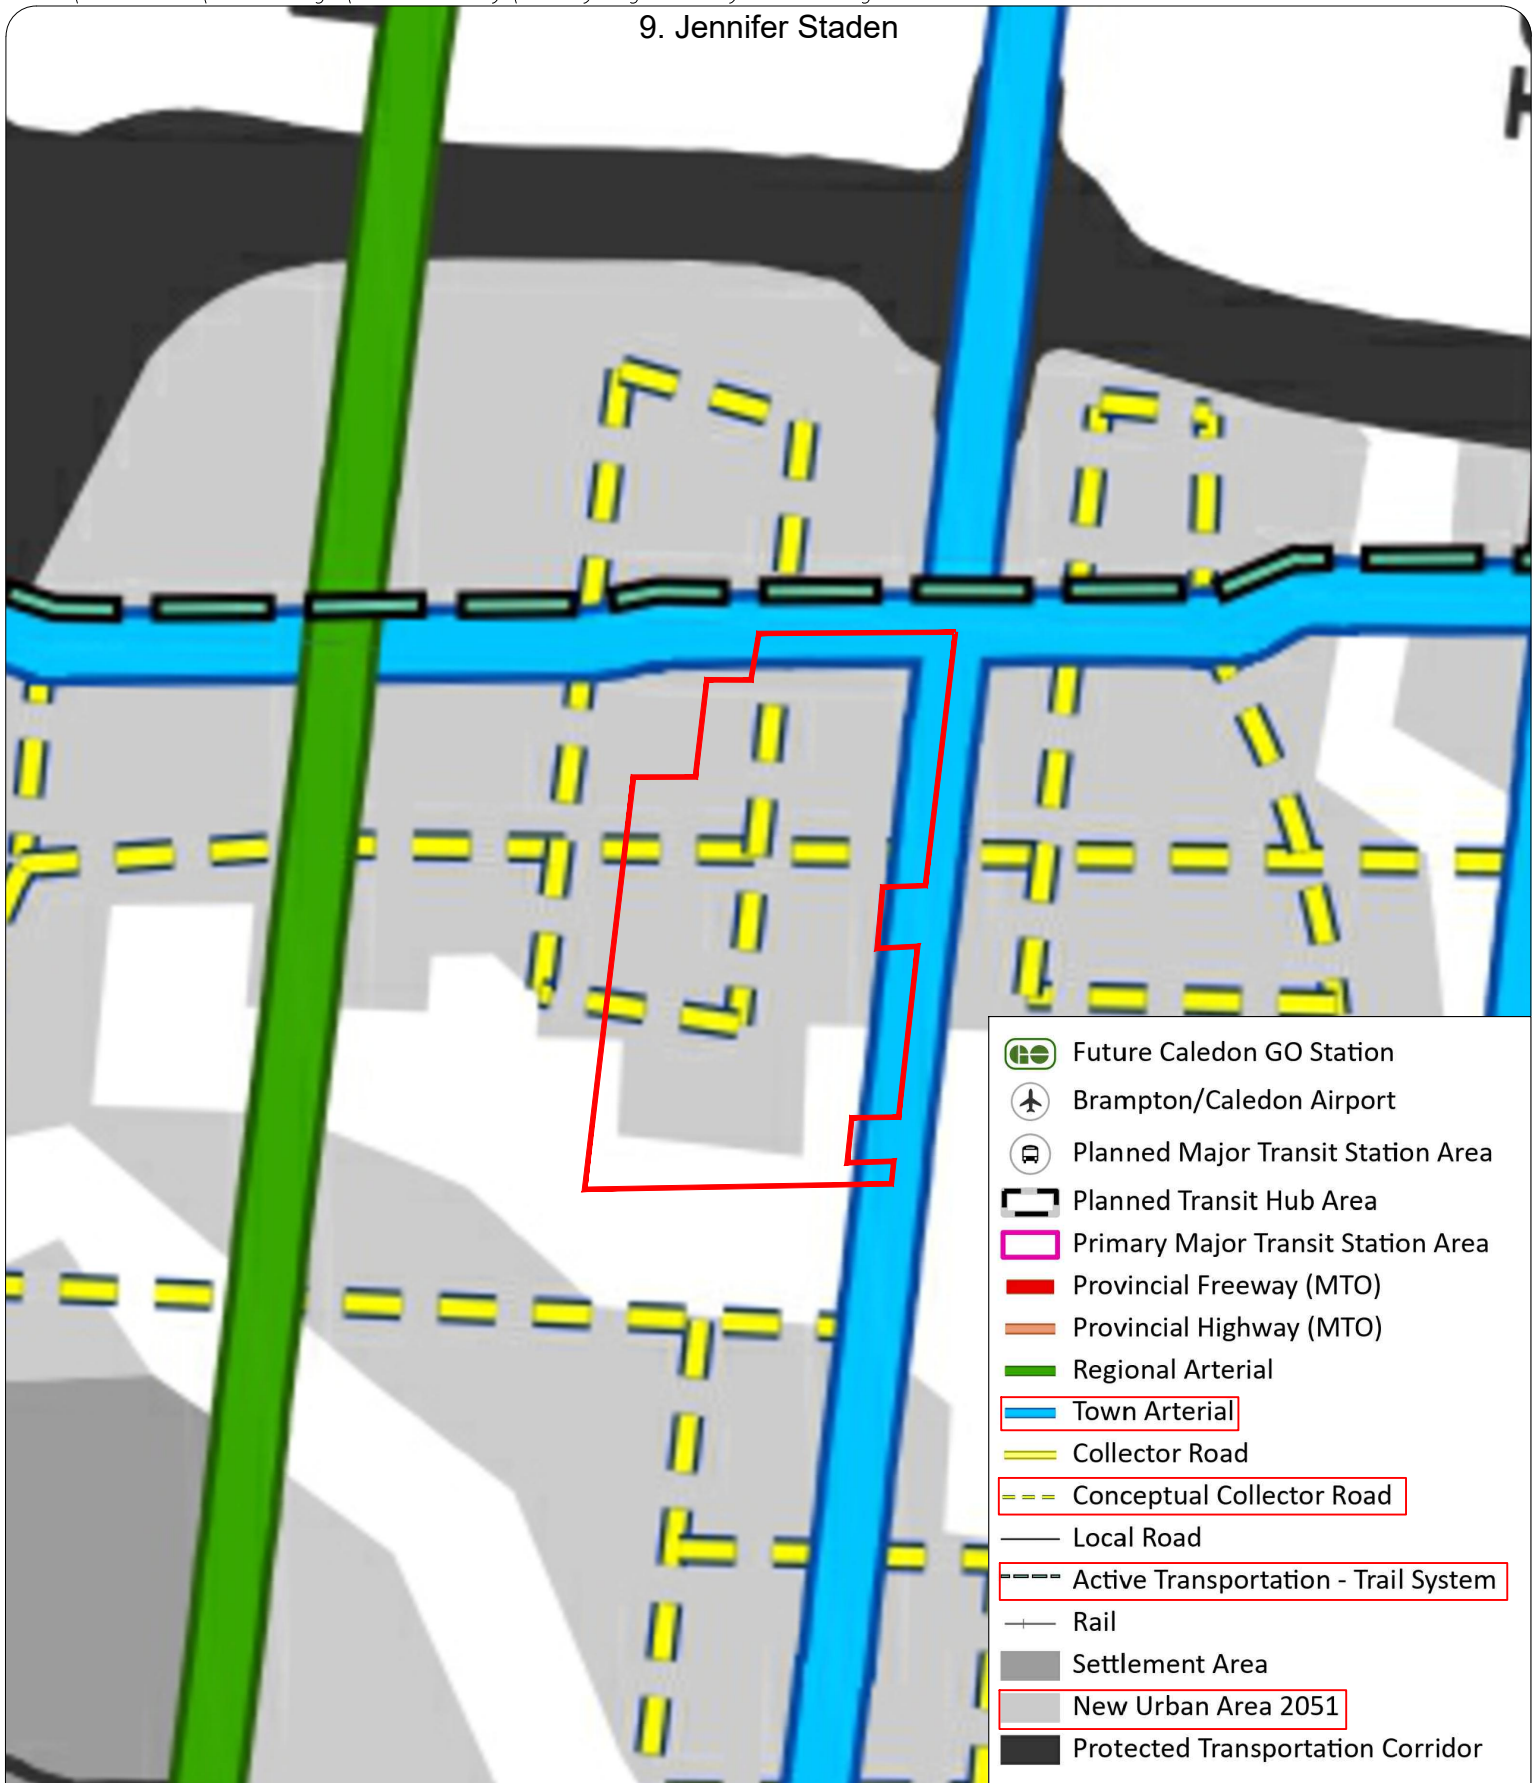 9. Jennifer Staden
Future Caledon GO Station
Brampton/Caledon Airport
Planned Major Transit Station Area
Planned Transit Hub Area
Primary Major Transit Station Area
Provincial Freeway (MTO)
Provincial Highway (MTO)
Regional Arterial
Town Arterial
Collector Road
Conceptual Collector Road
Local Road
Active Transportation - Trail System
Rail
Settlement Area
New Urban Area 2051
Protected Transportation Corridor